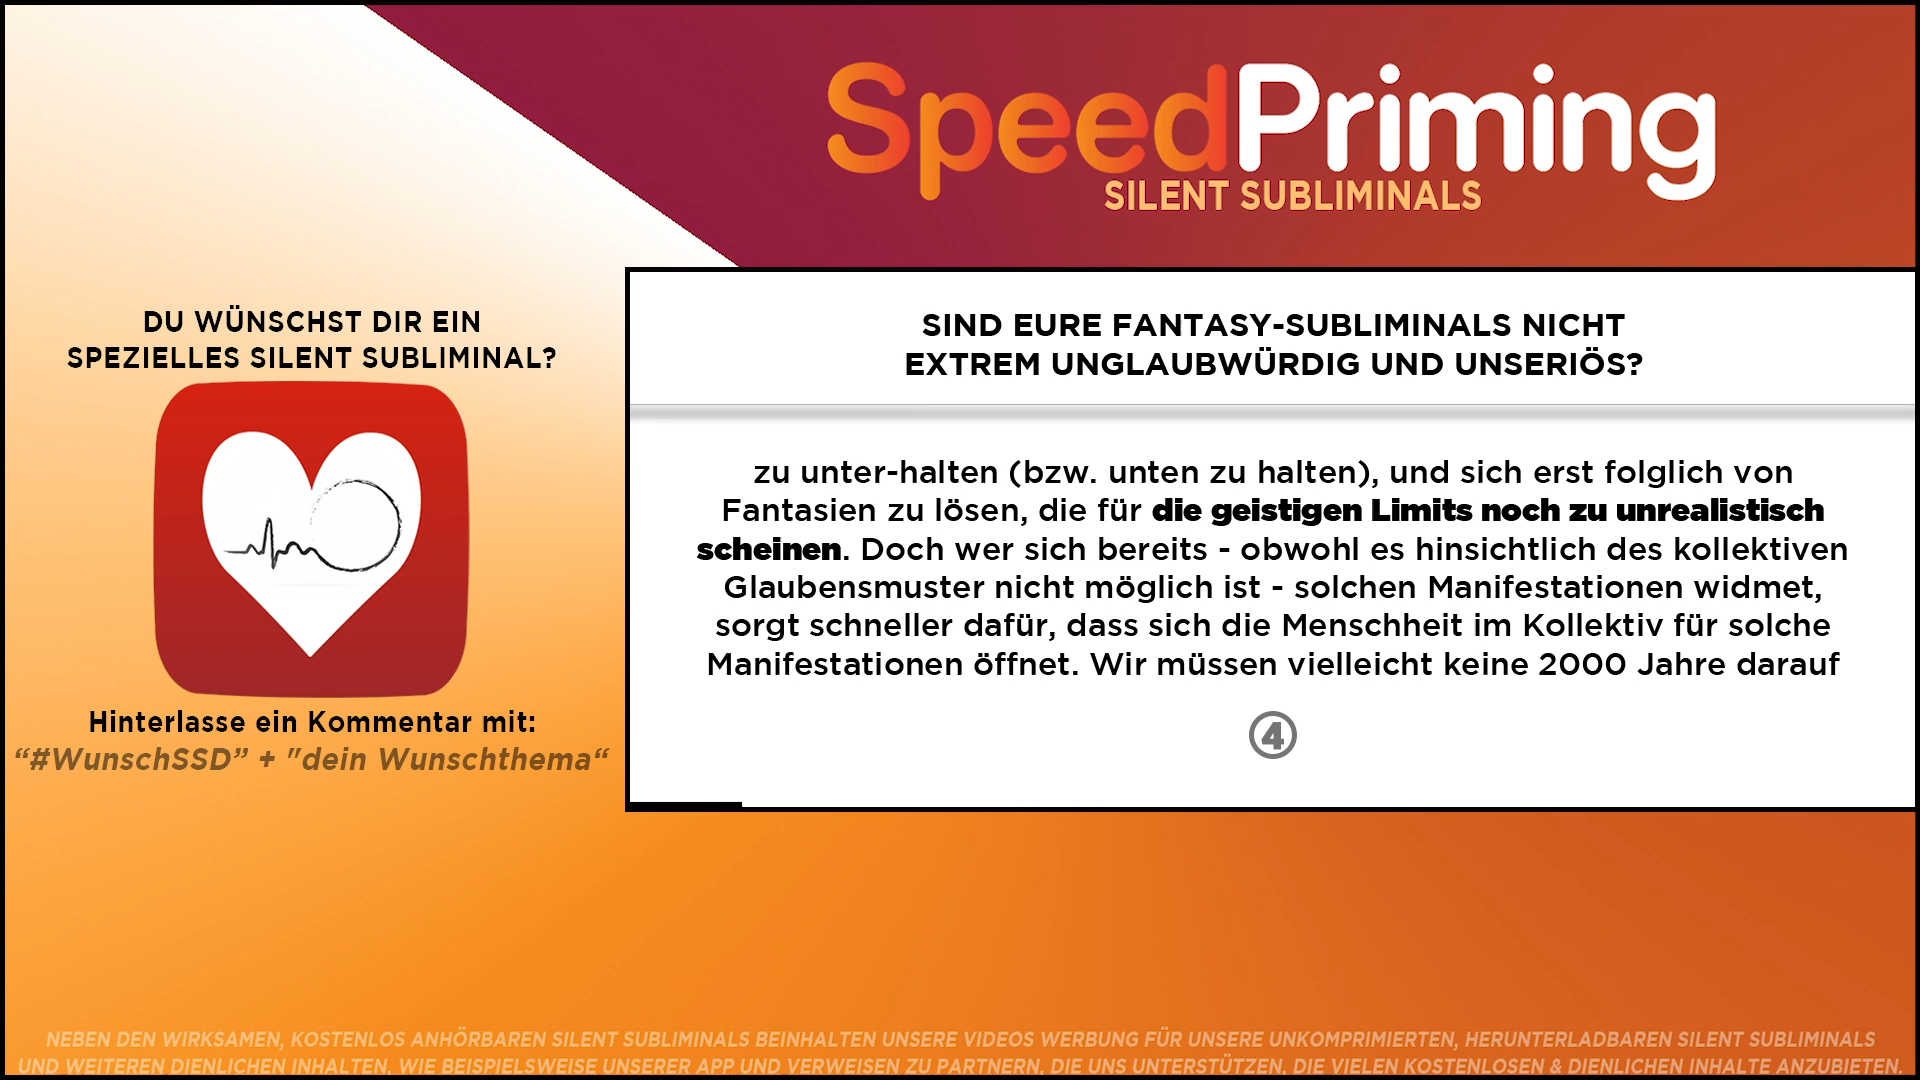 SpeedPriming
SILENT SUBLIMINALS
DU WÜNSCHST DIR EIN
SPEZIELLES SILENT SUBLIMINAL?
Hinterlasse ein Kommentar mit:
“#WunschSSD” + "dein Wunschthema“
SIND EURE FANTASY-SUBLIMINALS NICHT
EXTREM UNGLAUBWÜRDIG UND UNSERIÖS?
zu unter-halten (bzw. unten zu halten), und sich erst folglich von
Fantasien zu lösen, die für die geistigen Limits noch zu unrealistisch
scheinen. Doch wer sich bereits - obwohl es hinsichtlich des kollektiven
Glaubensmuster nicht möglich ist - solchen Manifestationen widmet,
sorgt schneller dafür, dass sich die Menschheit im Kollektiv für solche
Manifestationen öffnet. Wir müssen vielleicht keine 2000 Jahre darauf
④
NEBEN DEN WIRKSAMEN, KOSTENLOS ANHÖRBAREN SILENT SUBLIMINALS BEINHALTEN UNSERE VIDEOS WERBUNG FÜR UNSERE UNKOMPRIMIERTEN, HERUNTERLADBAREN SILENT SUBLIMINALS
UND WEITEREN DIENLICHEN INHALTEN, WIE BEISPIELSWEISE UNSERER APP UND VERWEISEN ZU PARTNERN, DIE UNS UNTERSTÜTZEN, DIE VIELEN KOSTENLOSEN & DIENLICHEN INHALTE ANZUBIETEN.